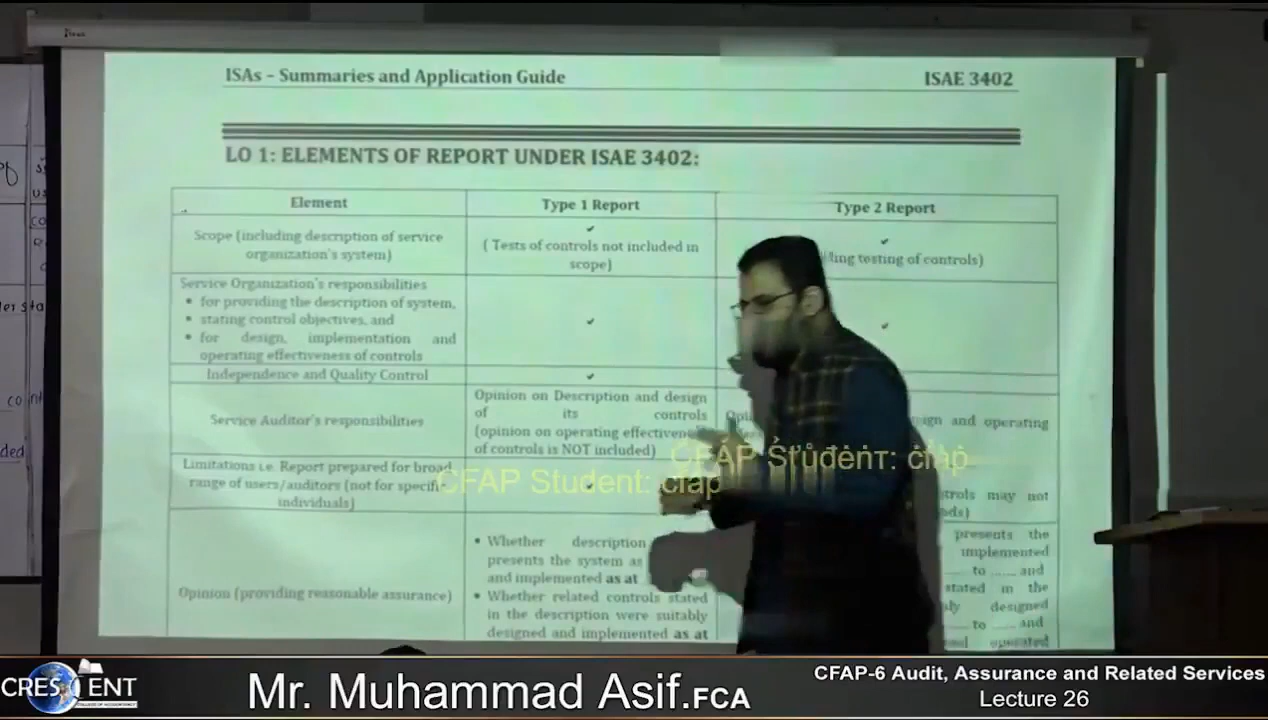 ISAs – Summaries and Application Guide
ISAE 3402
LO 1: ELEMENTS OF REPORT UNDER ISAE 3402:
Element
Type 1 Report
Type 2 Report
Scope (including description of service
organization's system)
✓
( Tests of controls not included in
scope)
✓
testing of controls)
Service Organization's responsibilities
• for providing the description of system,
• stating control objectives, and
• for design, implementation and
operating effectiveness of controls
✓
✓
Independence and Quality Control
✓
Service Auditor's responsibilities
Opinion on Description and design
of its controls
(opinion on operating
of controls is NOT included)
and operating
Limitations i.e. Report prepared for broad
range of users/auditors (not for
individuals)
may not
Opinion (providing reasonable assurance)
• Whether description
presents the system as
and implemented as at
• Whether related controls stated
in the description were suitably
designed and implemented as at
presents the
implemented
to ...... and
stated in the
designed
to ...... and
operated
CFAP Student: ciap
CFAP Student: ciap
CRESCENT
COLLEGE OF ACCOUNTANCY
Mr. Muhammad Asif.FCA
CFAP-6 Audit, Assurance and Related Services
Lecture 26